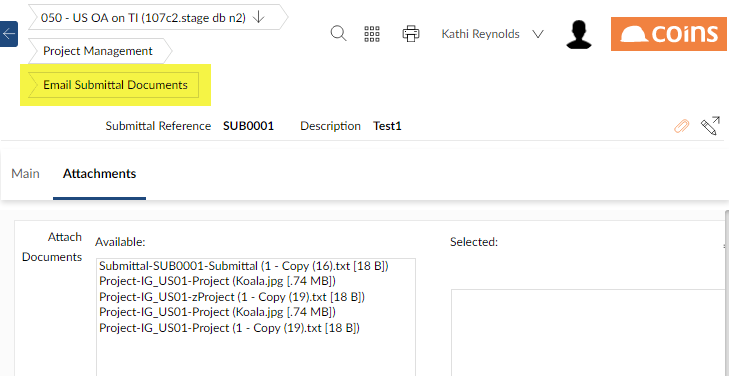 050 - US OA on TI (107c2.stage db n2)
Kathi Reynolds
coins
Project Management
Email Submittal Documents
Submittal Reference SUB0001 Description Test1
Main Attachments
Attach Documents
Available:
Selected:
Submittal-SUB0001-Submittal (1 - Copy (16).txt [18 B])
Project-IG_US01-Project (Koala.jpg [.74 MB])
Project-IG_US01-zProject (1 - Copy (19).txt [18 B])
Project-IG_US01-Project (Koala.jpg [.74 MB])
Project-IG_US01-Project (1 - Copy (19).txt [18 B])